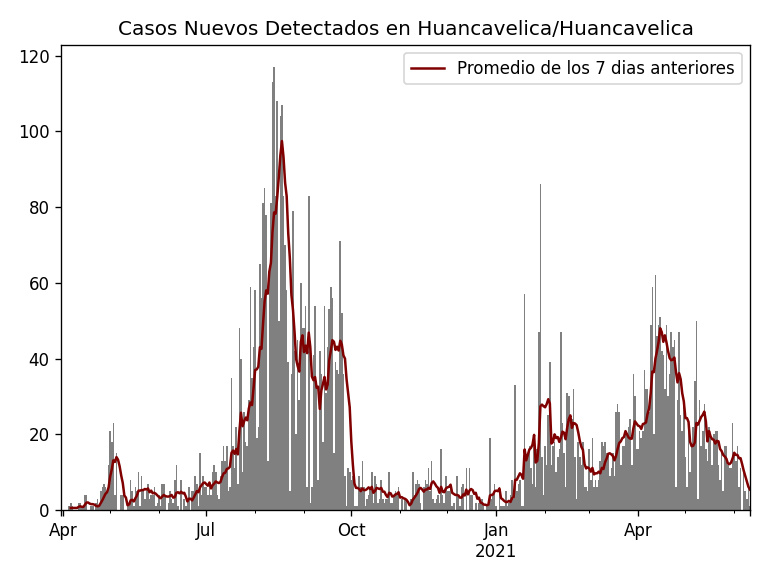 Casos Nuevos Detectados en Huancavelica/Huancavelica
Promedio de los 7 dias anteriores
120
100
80
60
40
20
0
Apr Jul Oct Jan Apr
2021